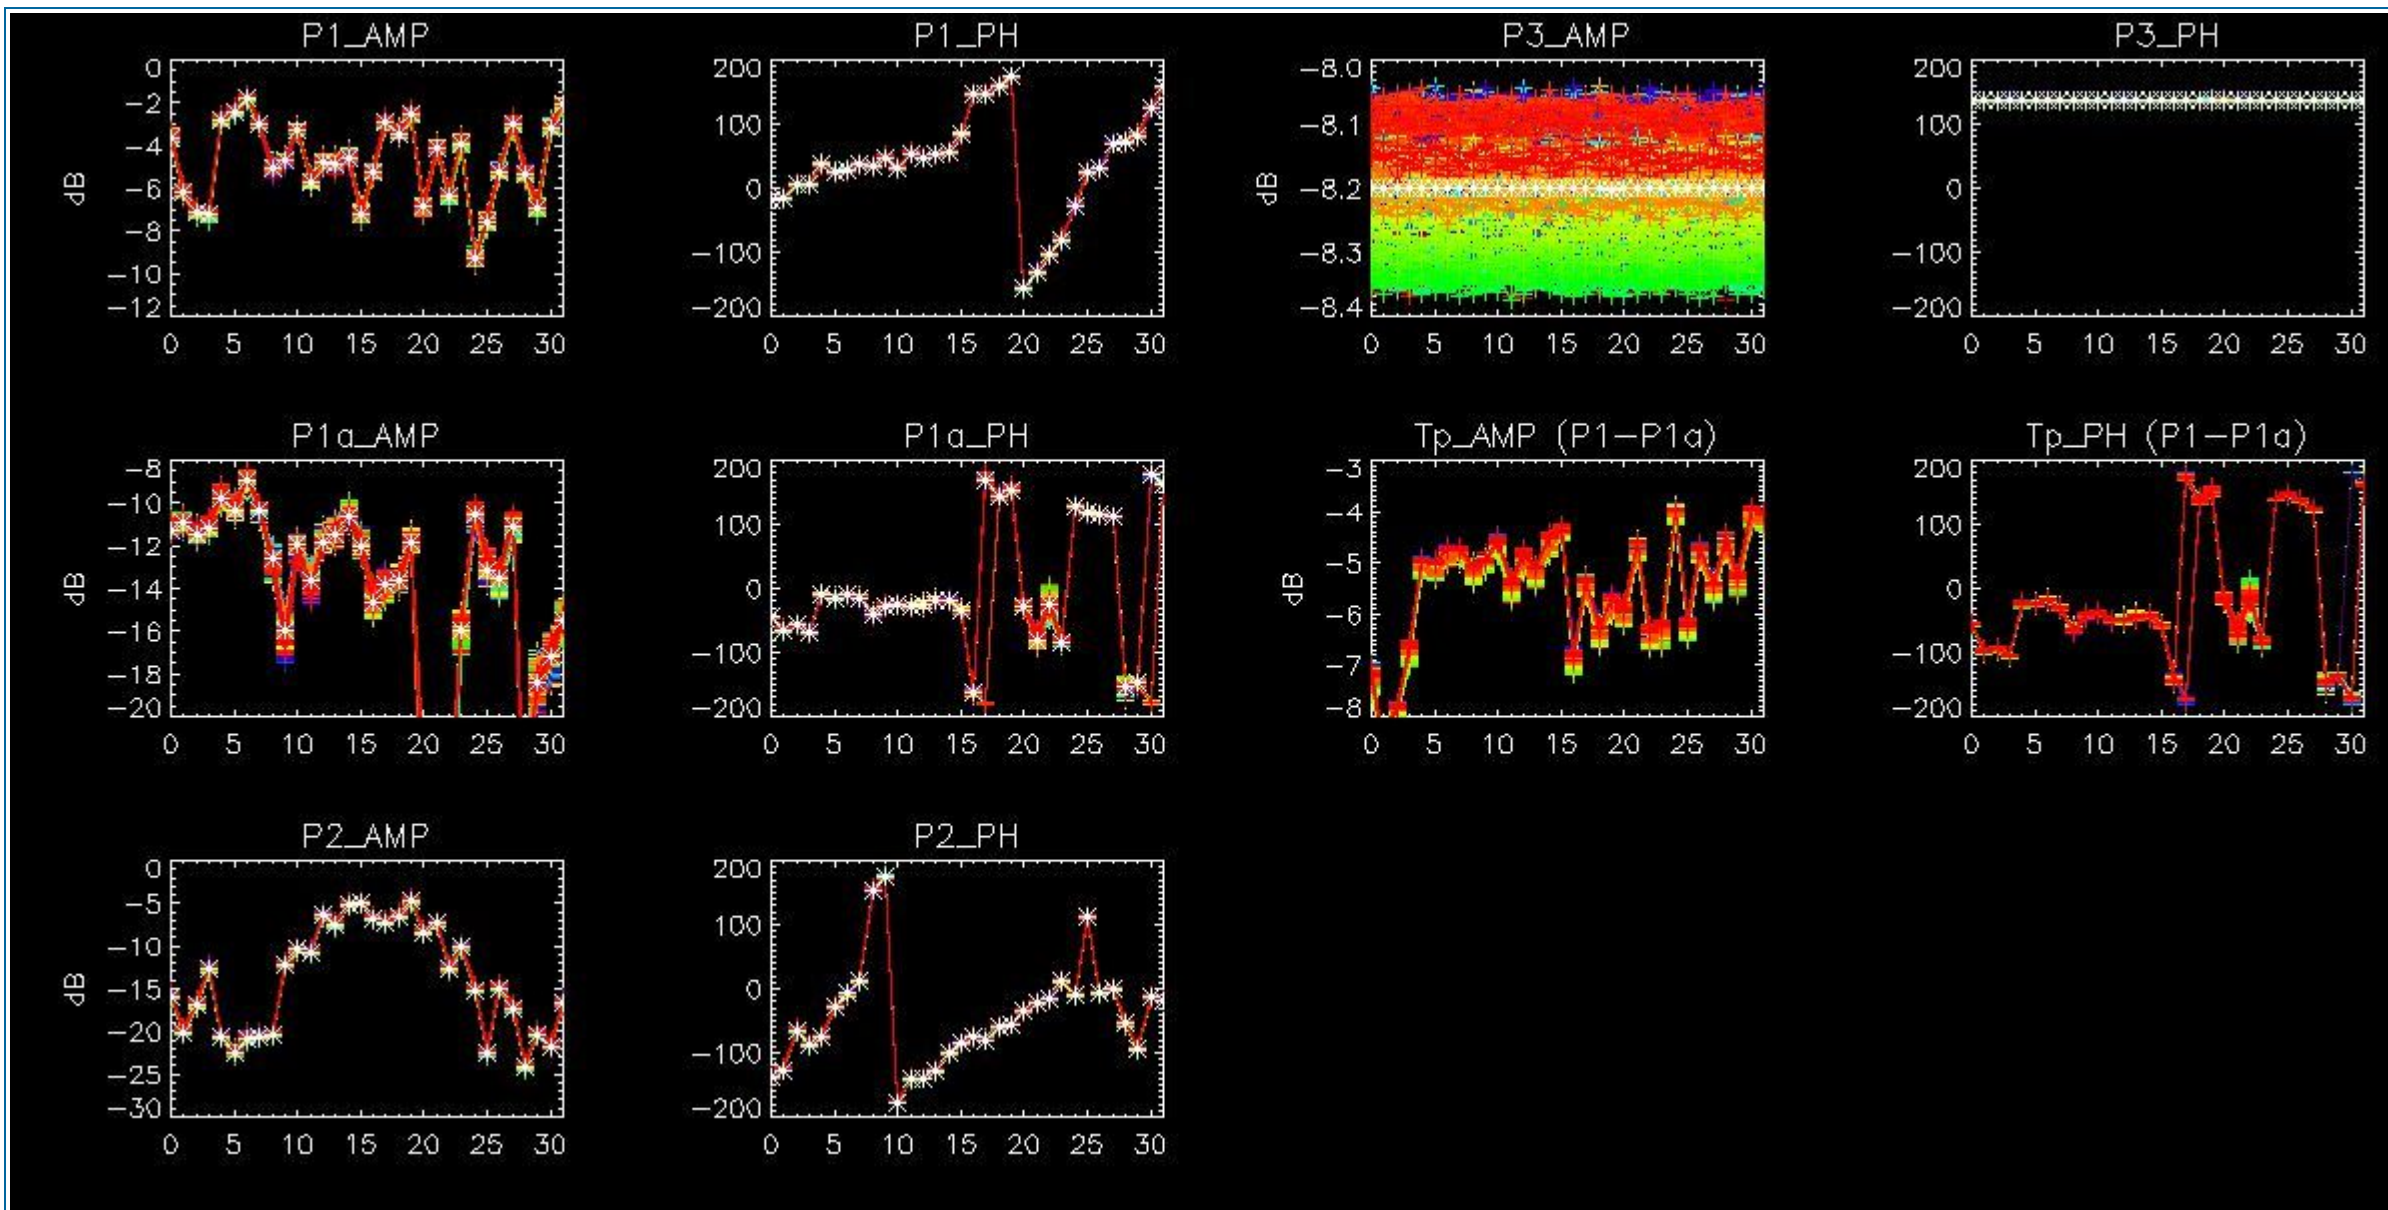 P1_AMP
0
−2
−4
−6
−8
−10
−12
dB
0 5 10 15 20 25 30
P1_PH
200
100
0
−100
−200
0 5 10 15 20 25 30
P3_AMP
−8.0
−8.1
−8.2
−8.3
−8.4
dB
0 5 10 15 20 25 30
P3_PH
200
100
0
−100
−200
0 5 10 15 20 25 30
P1a_AMP
−8
−10
−12
−14
−16
−18
−20
dB
0 5 10 15 20 25 30
P1a_PH
200
100
0
−100
−200
0 5 10 15 20 25 30
Tp_AMP (P1−P1a)
−3
−4
−5
−6
−7
−8
dB
0 5 10 15 20 25 30
Tp_PH (P1−P1a)
200
100
0
−100
−200
0 5 10 15 20 25 30
P2_AMP
0
−5
−10
−15
−20
−25
−30
dB
0 5 10 15 20 25 30
P2_PH
200
100
0
−100
−200
0 5 10 15 20 25 30